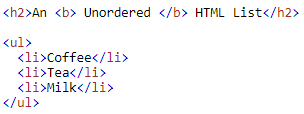 <h2>An <b> Unordered </b> HTML List</h2>
<ul>
<li>Coffee</li>
<li>Tea</li>
<li>Milk</li>
</ul>